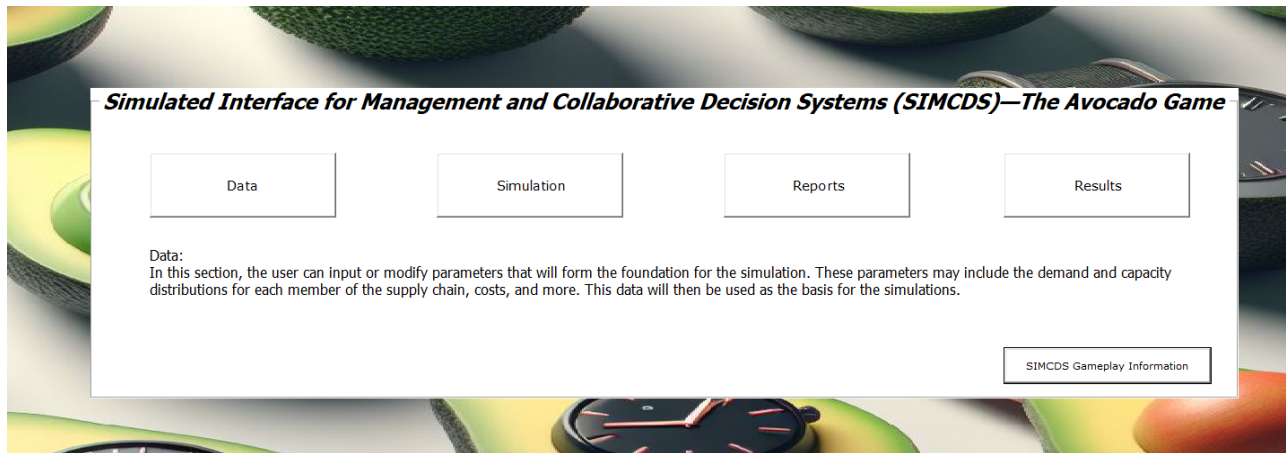 Simulated Interface for Management and Collaborative Decision Systems (SIMCDS)—The Avocado Game
Data
Simulation
Reports
Results
Data:
In this section, the user can input or modify parameters that will form the foundation for the simulation. These parameters may include the demand and capacity
distributions for each member of the supply chain, costs, and more. This data will then be used as the basis for the simulations.
SIMCDS Gameplay Information